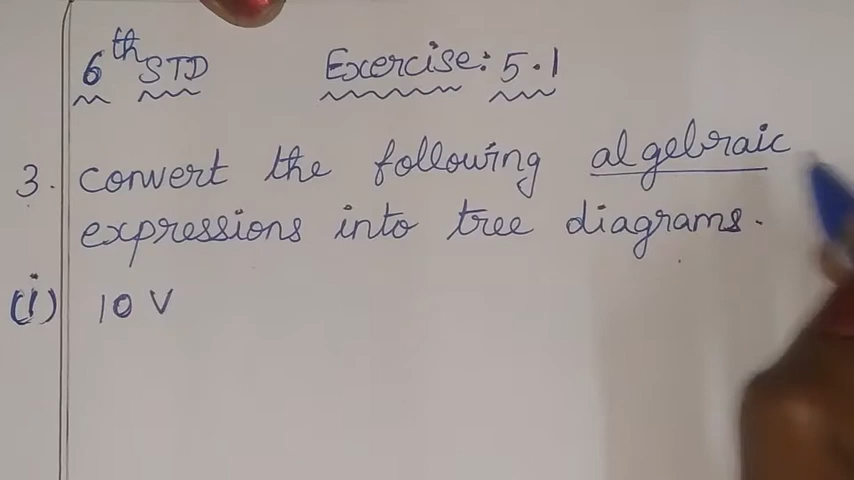 6th STD Exercise: 5.1
3. Convert the following algebraic
expressions into tree diagrams.
(i) 10 V